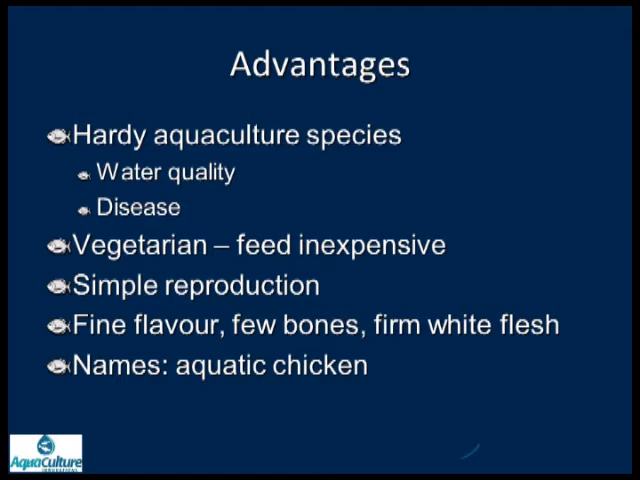 Advantages
Hardy aquaculture species
Water quality
Disease
Vegetarian – feed inexpensive
Simple reproduction
Fine flavour, few bones, firm white flesh
Names: aquatic chicken
AquaCulture